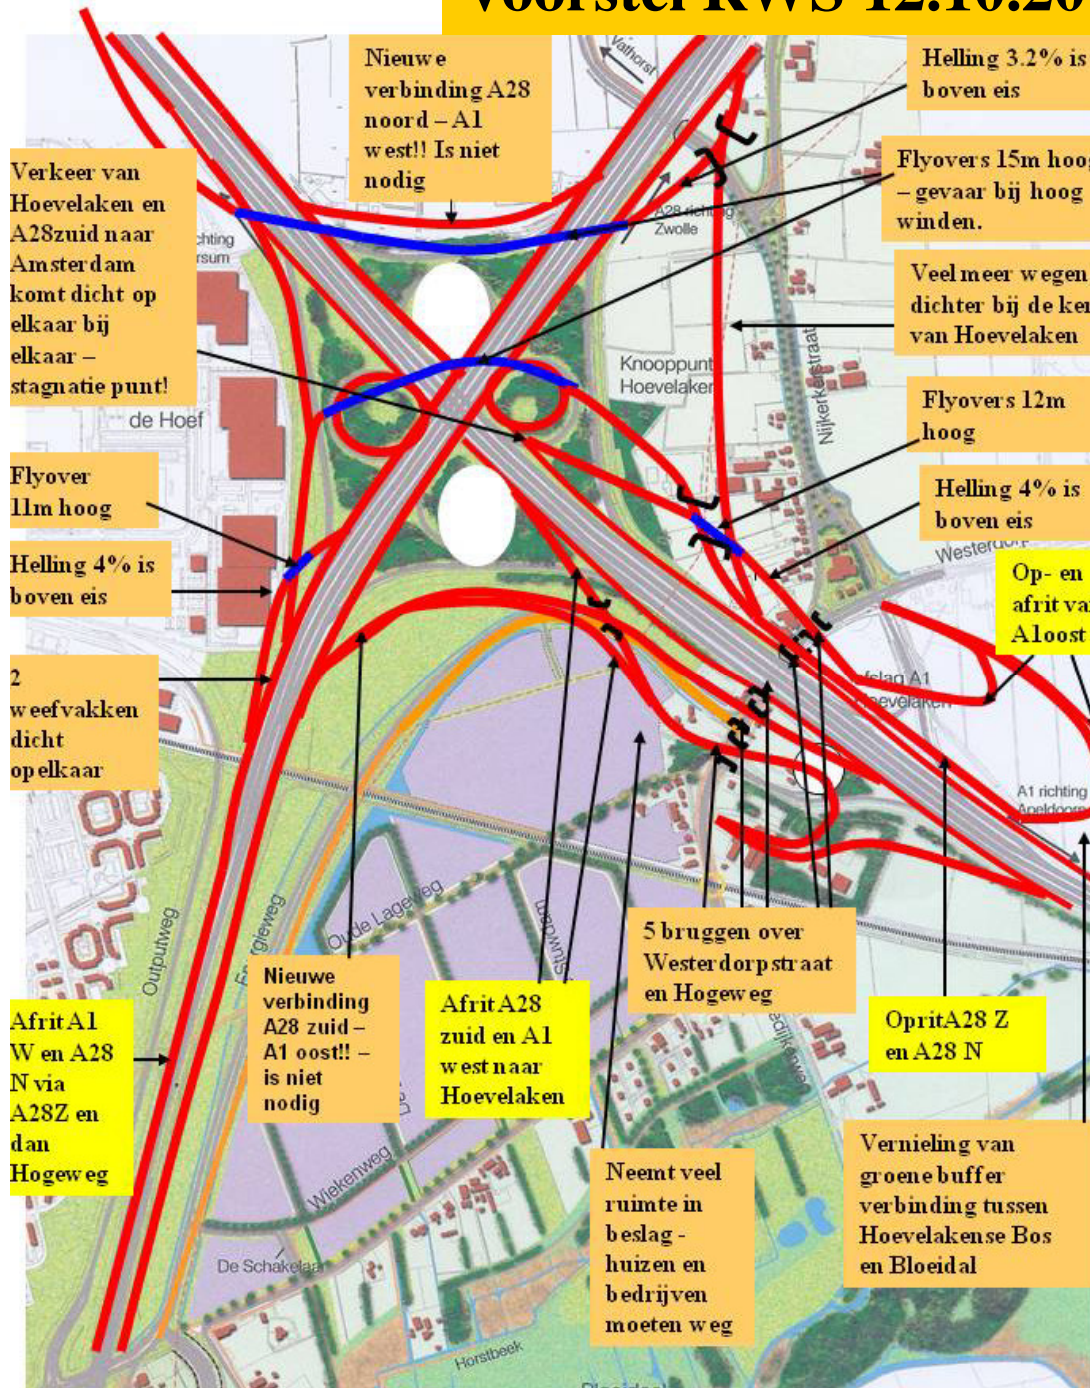 Voorstel RWS 12.10.20
Nieuwe
verbinding A28
noord – A1
west!! Is niet
nodig
Vathorst
Helling 3.2% is
boven eis
Verkeer van
Hoevelaken en
A28zuid naar
Amsterdam
komt dicht op
elkaar bij
elkaar –
stagnatie punt!
Flyovers 15m hoog
– gevaar bij hoog
winden.
A28 richting
Zwolle
Veel meer wegen
dichter bij de ker
van Hoevelaken
Knooppunt
Hoevelaken
Nijkerkerstraat
de Hoef
Flyovers 12m
hoog
Flyover
11m hoog
Helling 4% is
boven eis
Westerdorp
Helling 4% is
boven eis
Op- en
afrit va
A1oost
2
weefvakken
dicht
opelkaar
afslag A1
Hoevelaken
A1 richting
Apeldoorn
Oude Lageweg
Outputweg
Energieweg
Nieuwe
verbinding
A28 zuid –
A1 oost!! –
is niet
nodig
Afrit A28
zuid en A1
west naar
Hoevelaken
5 bruggen over
Westerdorpstraat
en Hogeweg
Oprit A28 Z
en A28 N
Afrit A1
W en A28
N via
A28Z en
dan
Hogeweg
Wiekenweg
Neemt veel
ruimte in
beslag -
huizen en
bedrijven
moeten weg
Vernieling van
groene buffer
verbinding tussen
Hoevelakense Bos
en Bloeidal
De Schakelaar
Horstbeek